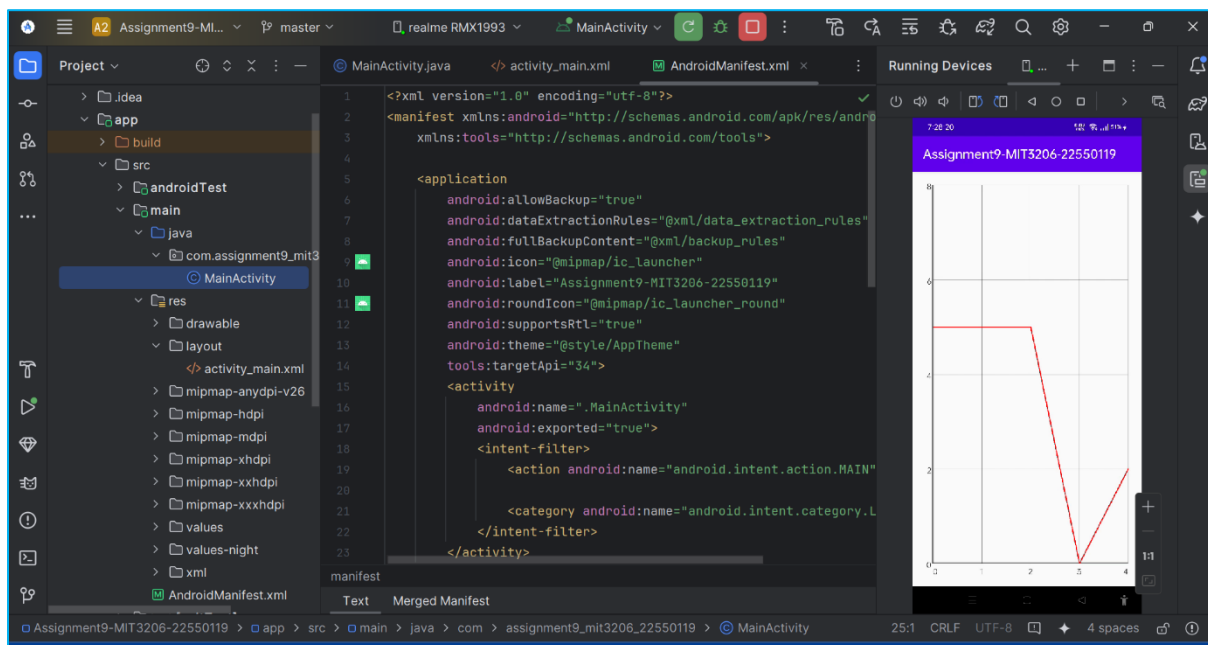 A2 Assignment9-MI... master realme RMX1993 MainActivity
Project
.idea
app
build
src
androidTest
main
java
com.assignment9_mit3
MainActivity
res
drawable
layout
</> activity_main.xml
mipmap-anydpi-v26
mipmap-hdpi
mipmap-mdpi
mipmap-xhdpi
mipmap-xxhdpi
mipmap-xxxhdpi
values
values-night
xml
AndroidManifest.xml
MainActivity.java </> activity_main.xml AndroidManifest.xml
1 <?xml version="1.0" encoding="utf-8"?>
2 <manifest xmlns:android="http://schemas.android.com/apk/res/andro
3 xmlns:tools="http://schemas.android.com/tools">
4
5 <application
6 android:allowBackup="true"
7 android:dataExtractionRules="@xml/data_extraction_rules"
8 android:fullBackupContent="@xml/backup_rules"
9 android:icon="@mipmap/ic_launcher"
10 android:label="Assignment9-MIT3206-22550119"
11 android:roundIcon="@mipmap/ic_launcher_round"
12 android:supportsRtl="true"
13 android:theme="@style/AppTheme"
14 tools:targetApi="34">
15 <activity
16 android:name=".MainActivity"
17 android:exported="true">
18 <intent-filter>
19 <action android:name="android.intent.action.MAIN"
20
21 <category android:name="android.intent.category.L
22 </intent-filter>
23 </activity>
manifest
Text Merged Manifest
Running Devices ...
7:28:20
Assignment9-MIT3206-22550119
8
6
4
2
0
0 1 2 3 4
1:1
Assignment9-MIT3206-22550119 > app > src > main > java > com > assignment9_mit3206_22550119 > MainActivity 25:1 CRLF UTF-8 4 spaces